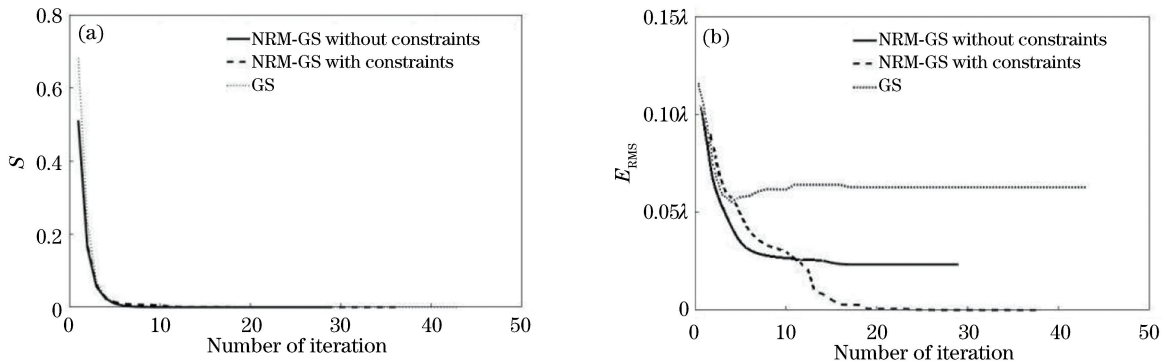 (a)
NRM-GS without constraints
NRM-GS with constraints
GS
S
0.8
0.6
0.4
0.2
0
0 10 20 30 40 50
Number of iteration
(b)
NRM-GS without constraints
NRM-GS with constraints
GS
E_RMS
0.15λ
0.10λ
0.05λ
0
0 10 20 30 40 50
Number of iteration